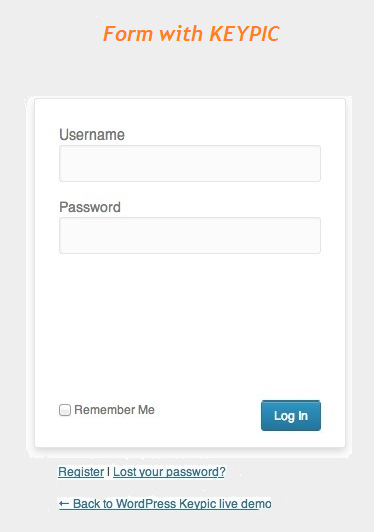 Form with KEYPIC
Username
Password
Remember Me
Log In
Register | Lost your password?
← Back to WordPress Keypic live demo